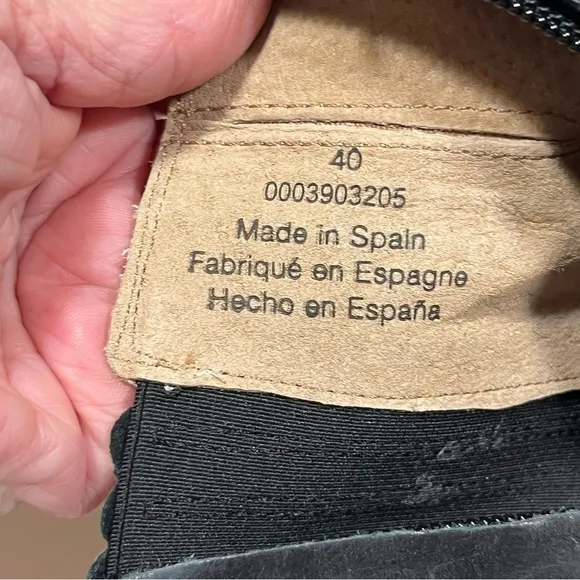 40
0003903205
Made in Spain
Fabriqué en Espagne
Hecho en España